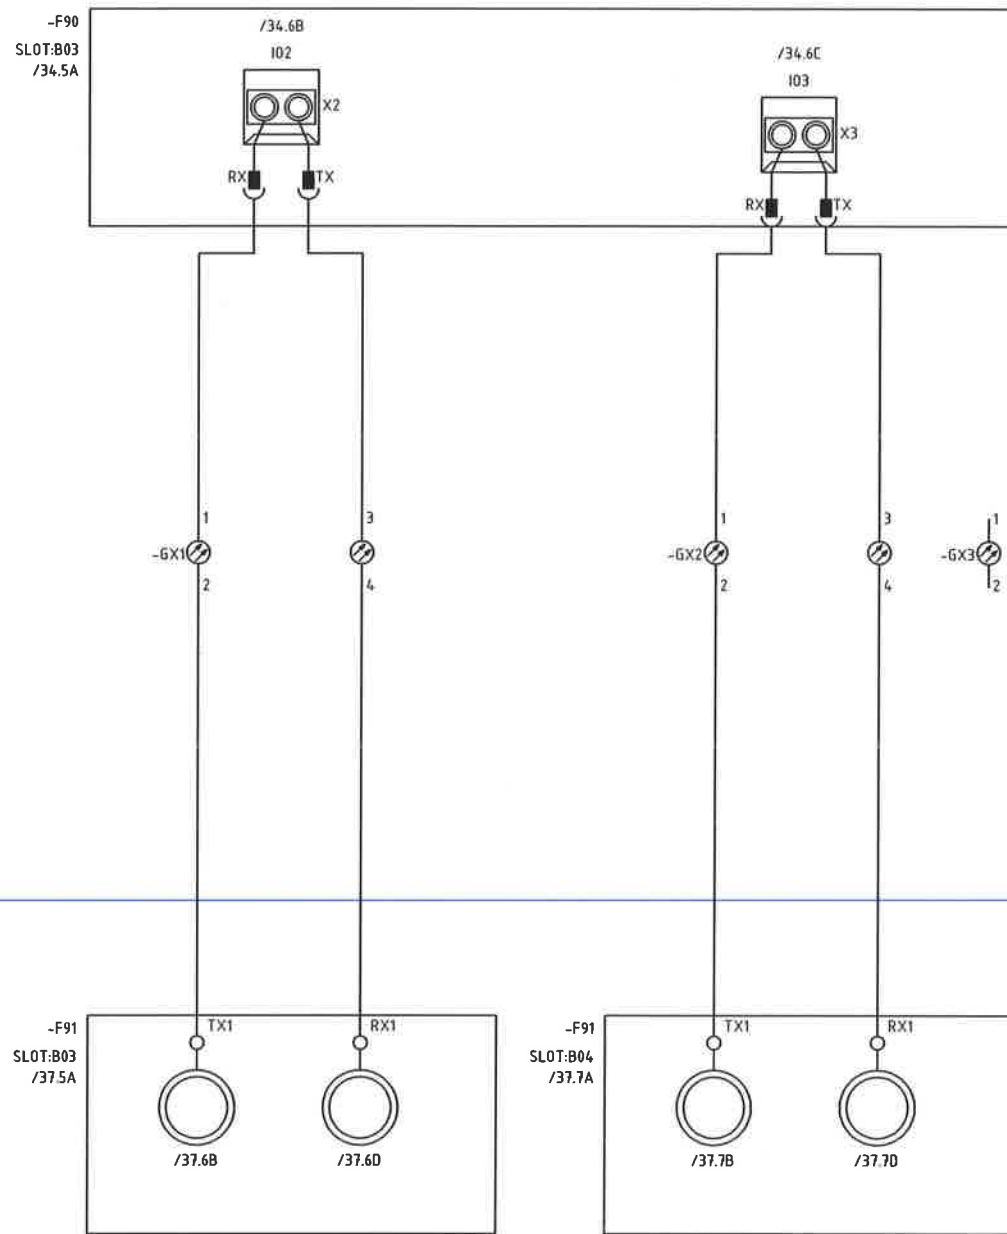 -F90
SLOT:B03
/34.5A
/34.6B
IO2
X2
RX
TX
/34.6C
IO3
X3
RX
TX
1
3
-GX1
2
4
1
3
-GX2
2
4
1
-GX3
2
-F91
SLOT:B03
/37.5A
TX1
RX1
/37.6B
/37.6D
-F91
SLOT:B04
/37.7A
TX1
RX1
/37.7B
/37.7D